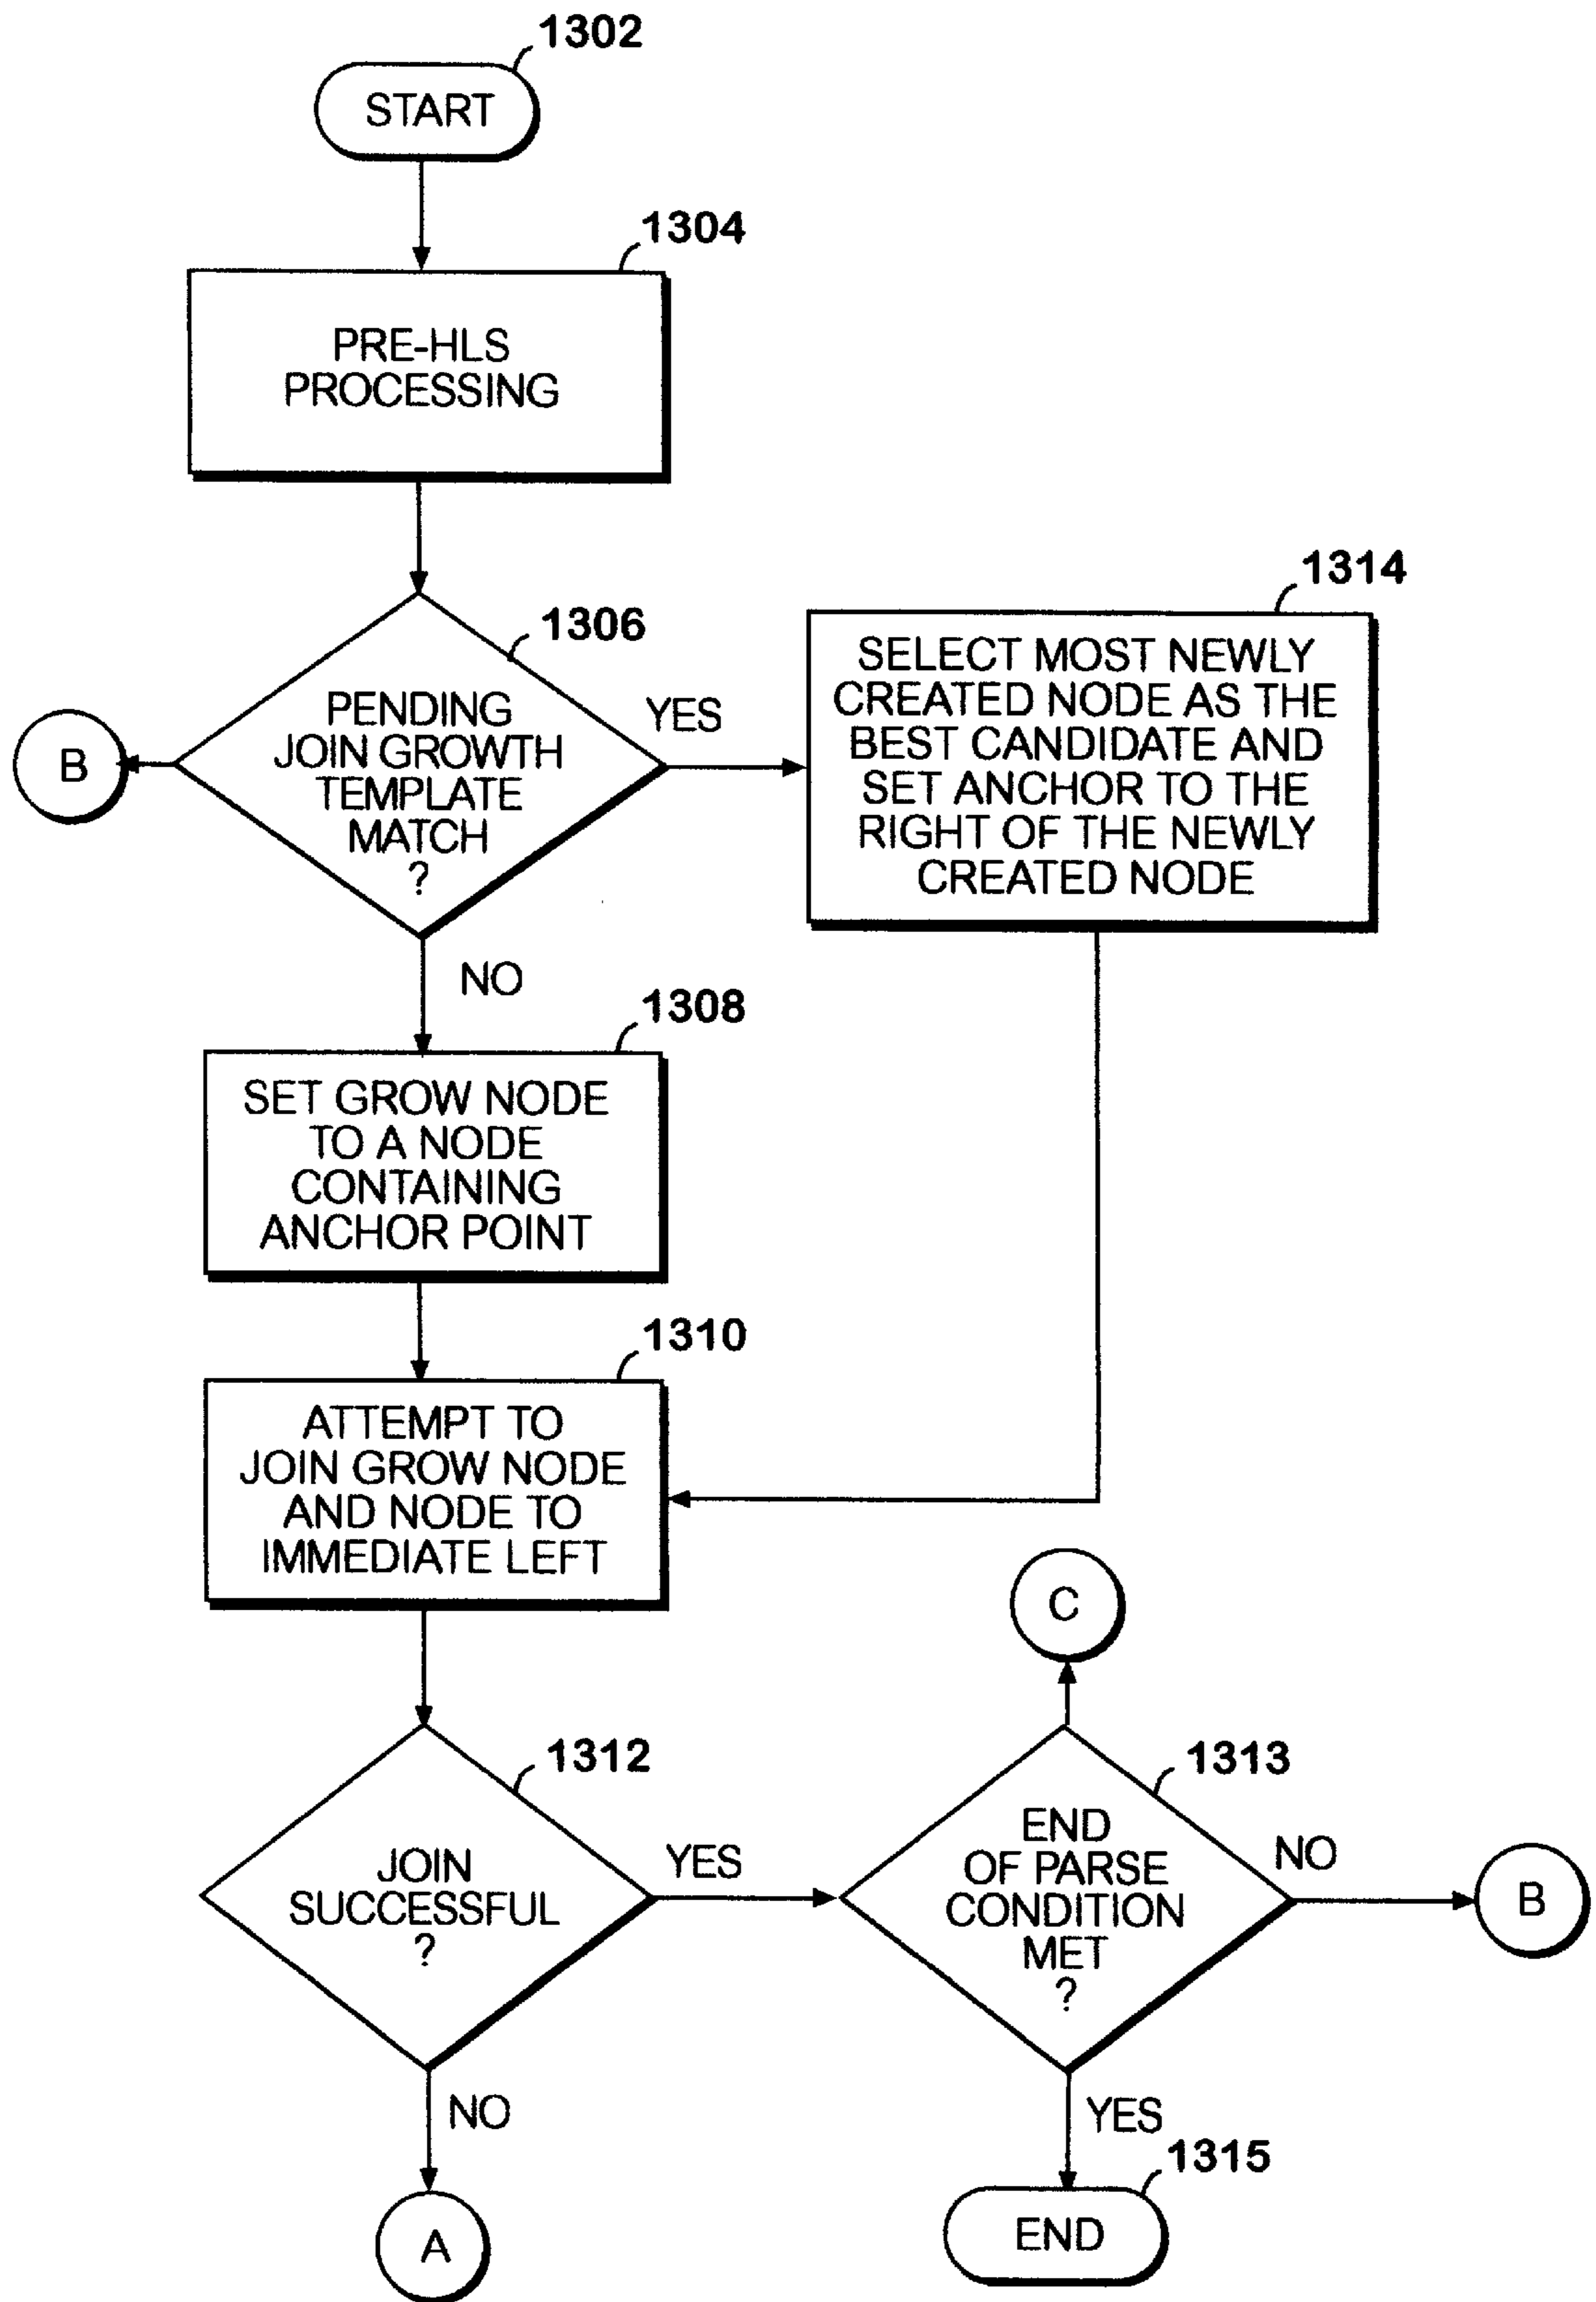 1302
START
1304
PRE-HLS
PROCESSING
1306
PENDING
JOIN GROWTH
TEMPLATE
MATCH
?
YES
B
1314
SELECT MOST NEWLY
CREATED NODE AS THE
BEST CANDIDATE AND
SET ANCHOR TO THE
RIGHT OF THE NEWLY
CREATED NODE
NO
1308
SET GROW NODE
TO A NODE
CONTAINING
ANCHOR POINT
1310
ATTEMPT TO
JOIN GROW NODE
AND NODE TO
IMMEDIATE LEFT
C
1312
JOIN
SUCCESSFUL
?
YES
1313
END
OF PARSE
CONDITION
MET
?
NO
B
NO
A
YES
1315
END